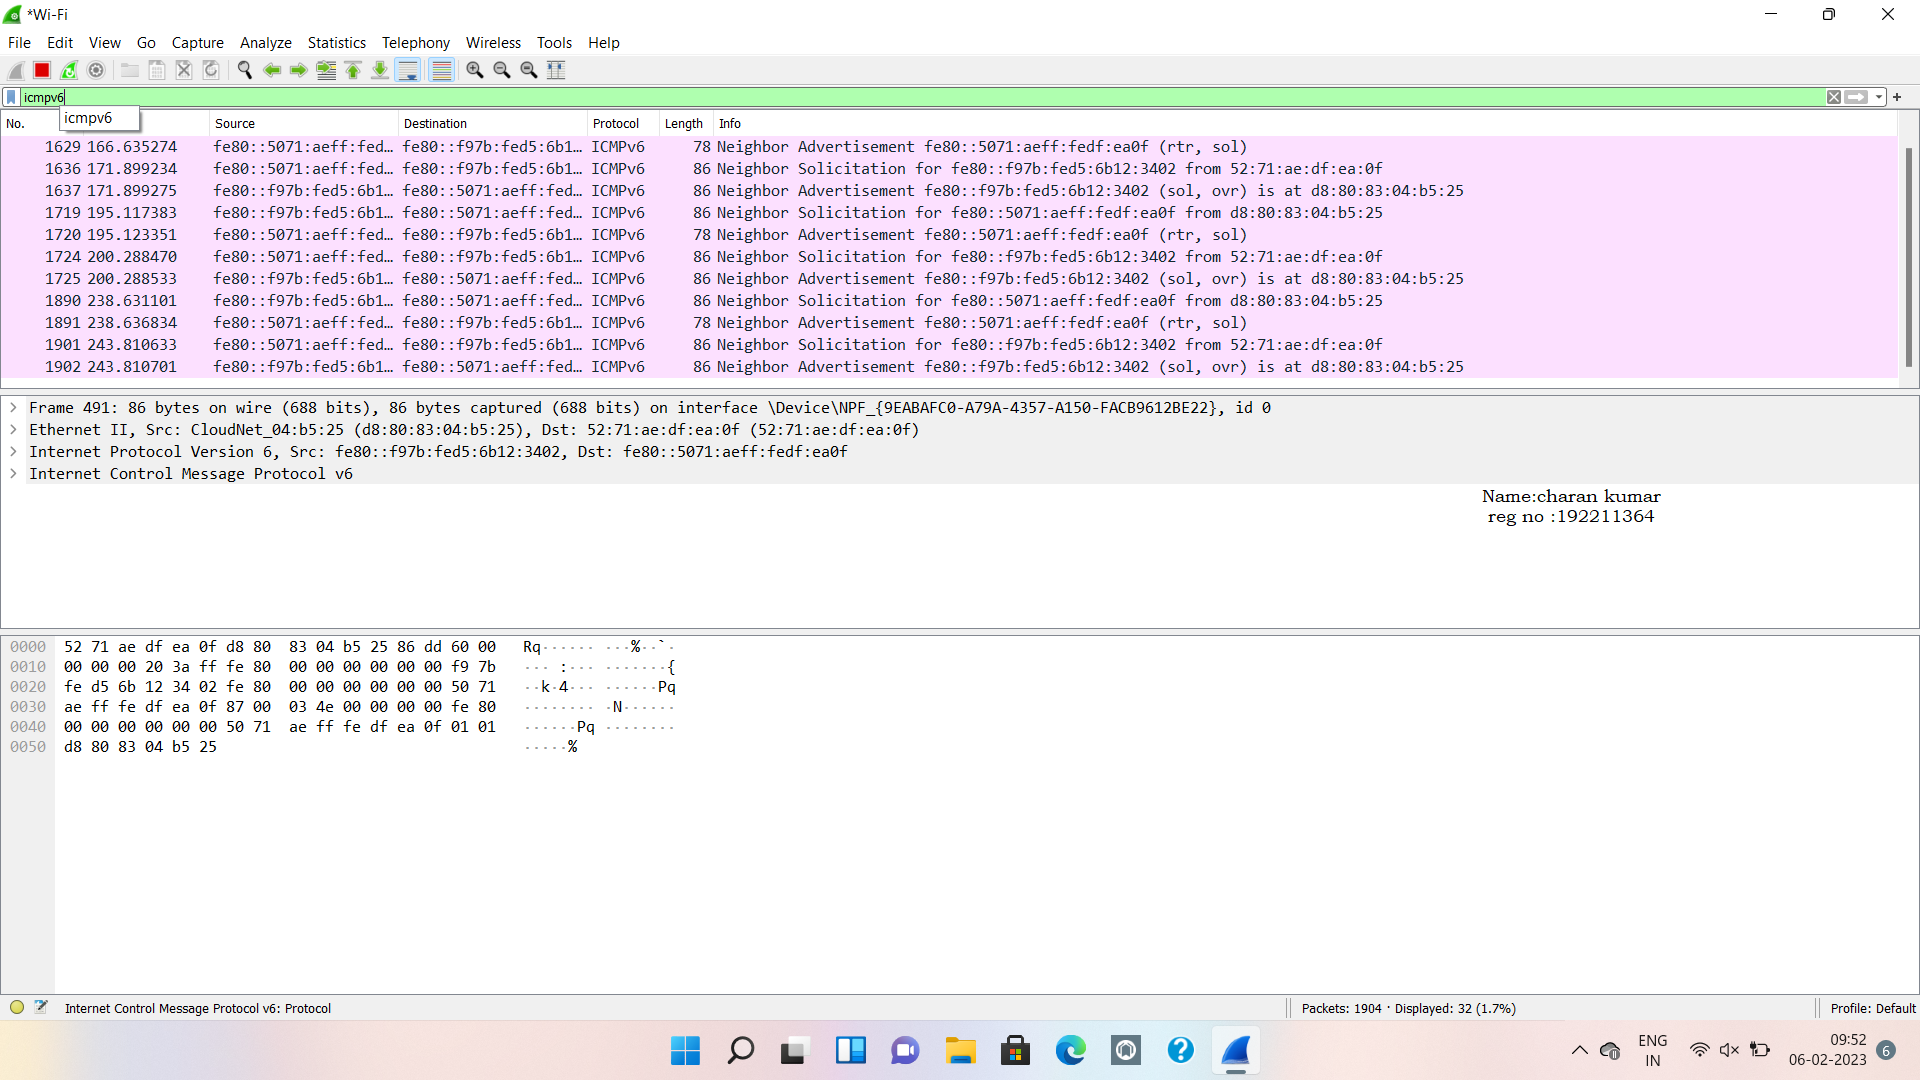 *Wi-Fi
File Edit View Go Capture Analyze Statistics Telephony Wireless Tools Help
icmpv6
icmpv6
No. Source Destination Protocol Length Info
1629 166.635274 fe80::5071:aeff:fed… fe80::f97b:fed5:6b1… ICMPv6 78 Neighbor Advertisement fe80::5071:aeff:fedf:ea0f (rtr, sol)
1636 171.899234 fe80::5071:aeff:fed… fe80::f97b:fed5:6b1… ICMPv6 86 Neighbor Solicitation for fe80::f97b:fed5:6b12:3402 from 52:71:ae:df:ea:0f
1637 171.899275 fe80::f97b:fed5:6b1… fe80::5071:aeff:fed… ICMPv6 86 Neighbor Advertisement fe80::f97b:fed5:6b12:3402 (sol, ovr) is at d8:80:83:04:b5:25
1719 195.117383 fe80::f97b:fed5:6b1… fe80::5071:aeff:fed… ICMPv6 86 Neighbor Solicitation for fe80::5071:aeff:fedf:ea0f from d8:80:83:04:b5:25
1720 195.123351 fe80::5071:aeff:fed… fe80::f97b:fed5:6b1… ICMPv6 78 Neighbor Advertisement fe80::5071:aeff:fedf:ea0f (rtr, sol)
1724 200.288470 fe80::5071:aeff:fed… fe80::f97b:fed5:6b1… ICMPv6 86 Neighbor Solicitation for fe80::f97b:fed5:6b12:3402 from 52:71:ae:df:ea:0f
1725 200.288533 fe80::f97b:fed5:6b1… fe80::5071:aeff:fed… ICMPv6 86 Neighbor Advertisement fe80::f97b:fed5:6b12:3402 (sol, ovr) is at d8:80:83:04:b5:25
1890 238.631101 fe80::f97b:fed5:6b1… fe80::5071:aeff:fed… ICMPv6 86 Neighbor Solicitation for fe80::5071:aeff:fedf:ea0f from d8:80:83:04:b5:25
1891 238.636834 fe80::5071:aeff:fed… fe80::f97b:fed5:6b1… ICMPv6 78 Neighbor Advertisement fe80::5071:aeff:fedf:ea0f (rtr, sol)
1901 243.810633 fe80::5071:aeff:fed… fe80::f97b:fed5:6b1… ICMPv6 86 Neighbor Solicitation for fe80::f97b:fed5:6b12:3402 from 52:71:ae:df:ea:0f
1902 243.810701 fe80::f97b:fed5:6b1… fe80::5071:aeff:fed… ICMPv6 86 Neighbor Advertisement fe80::f97b:fed5:6b12:3402 (sol, ovr) is at d8:80:83:04:b5:25
Frame 491: 86 bytes on wire (688 bits), 86 bytes captured (688 bits) on interface \Device\NPF_{9EABAFC0-A79A-4357-A150-FACB9612BE22}, id 0
Ethernet II, Src: CloudNet_04:b5:25 (d8:80:83:04:b5:25), Dst: 52:71:ae:df:ea:0f (52:71:ae:df:ea:0f)
Internet Protocol Version 6, Src: fe80::f97b:fed5:6b12:3402, Dst: fe80::5071:aeff:fedf:ea0f
Internet Control Message Protocol v6
Name:charan kumar
reg no :192211364
0000 52 71 ae df ea 0f d8 80 83 04 b5 25 86 dd 60 00 Rq······ ···%··`·
0010 00 00 00 20 3a ff fe 80 00 00 00 00 00 00 f9 7b ··· :··· ·······{
0020 fe d5 6b 12 34 02 fe 80 00 00 00 00 00 00 50 71 ··k·4··· ······Pq
0030 ae ff fe df ea 0f 87 00 03 4e 00 00 00 00 fe 80 ········ ·N······
0040 00 00 00 00 00 00 50 71 ae ff fe df ea 0f 01 01 ······Pq ········
0050 d8 80 83 04 b5 25 ·····%
Internet Control Message Protocol v6: Protocol Packets: 1904 · Displayed: 32 (1.7%) Profile: Default
ENG
IN
09:52
06-02-2023
6